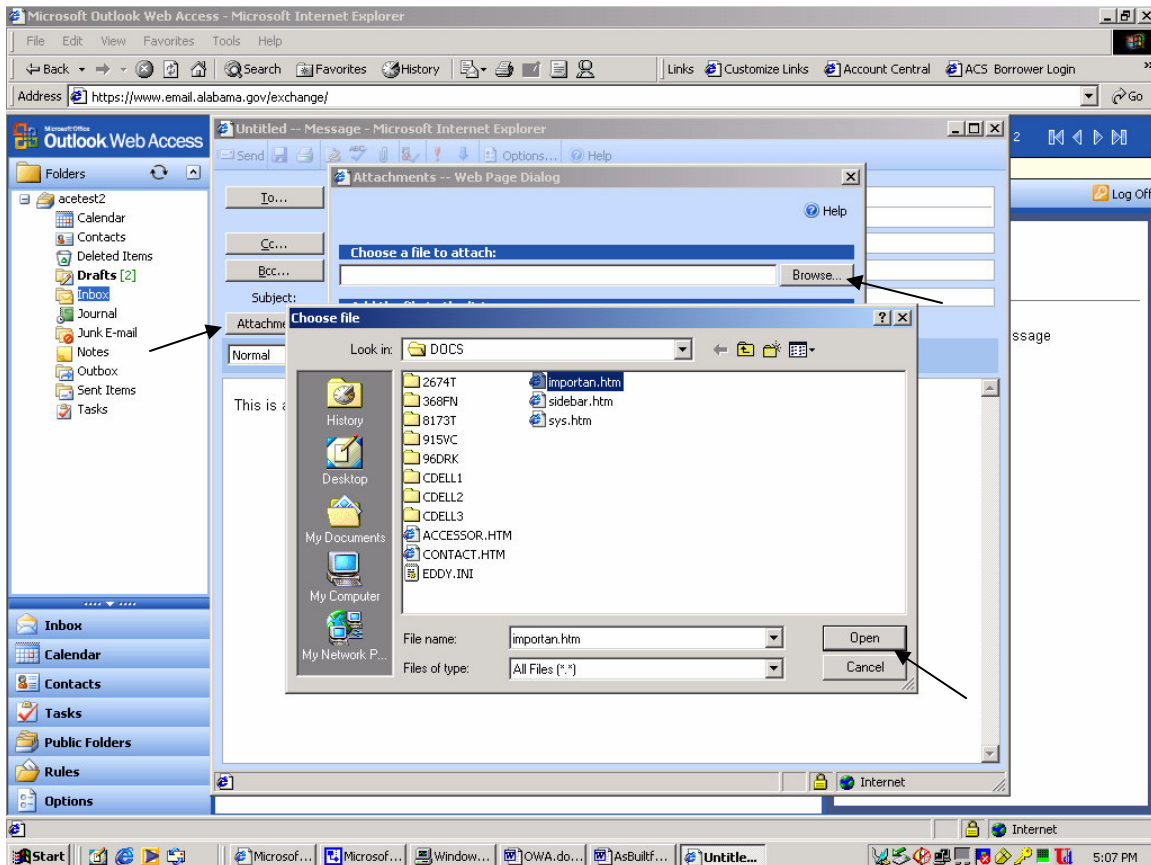 Microsoft Outlook Web Access - Microsoft Internet Explorer
File Edit View Favorites Tools Help
Back Search Favorites History Links Customize Links Account Central ACS Borrower Login »
Address https://www.email.alabama.gov/exchange/ Go
Microsoft Office
Outlook Web Access
Untitled -- Message - Microsoft Internet Explorer
2
Send Options... Help
Folders
Attachments -- Web Page Dialog
Log Off
acetest2
Calendar
Contacts
Deleted Items
Drafts [2]
Inbox
Journal
Junk E-mail
Notes
Outbox
Sent Items
Tasks
To...
Cc...
Bcc...
Subject:
Attachme
Normal
This is a
Help
Choose a file to attach:
Browse...
ssage
Choose file
Look in: DOCS
History
Desktop
My Documents
My Computer
My Network P...
2674T
368FN
8173T
915VC
96DRK
CDELL1
CDELL2
CDELL3
ACCESSOR.HTM
CONTACT.HTM
EDDY.INI
importan.htm
sidebar.htm
sys.htm
File name: importan.htm Open
Files of type: All Files (*.*) Cancel
Inbox
Calendar
Contacts
Tasks
Public Folders
Rules
Options
Internet
Internet
Start Microsof... Microsof... Window... OWA.do... AsBuiltf... Untitle... 5:07 PM